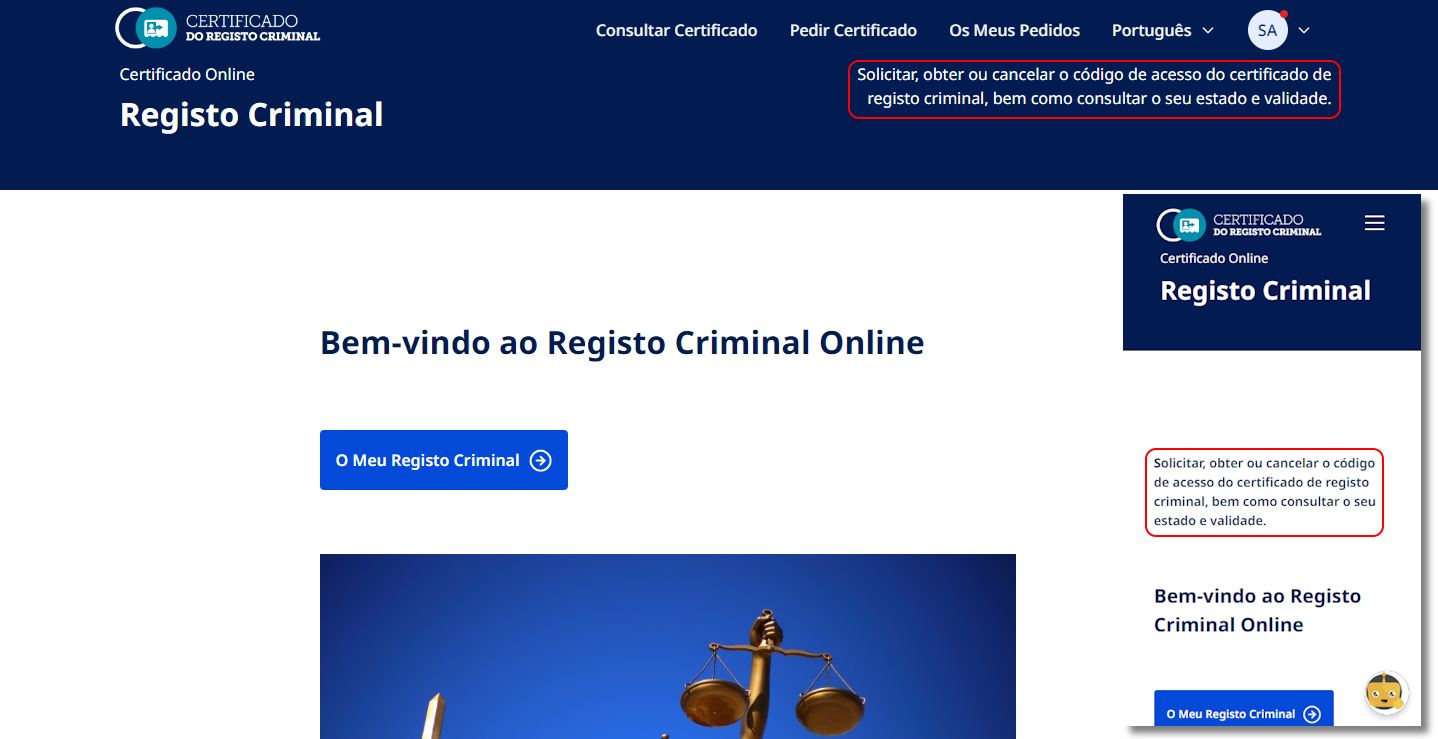 CERTIFICADO
DO REGISTO CRIMINAL
Consultar Certificado
Pedir Certificado
Os Meus Pedidos
Português
SA
Certificado Online
Registo Criminal
Solicitar, obter ou cancelar o código de acesso do certificado de
registo criminal, bem como consultar o seu estado e validade.
Bem-vindo ao Registo Criminal Online
O Meu Registo Criminal
CERTIFICADO
DO REGISTO CRIMINAL
Certificado Online
Registo Criminal
Solicitar, obter ou cancelar o código
de acesso do certificado de registo
criminal, bem como consultar o seu
estado e validade.
Bem-vindo ao Registo
Criminal Online
O Meu Registo Criminal